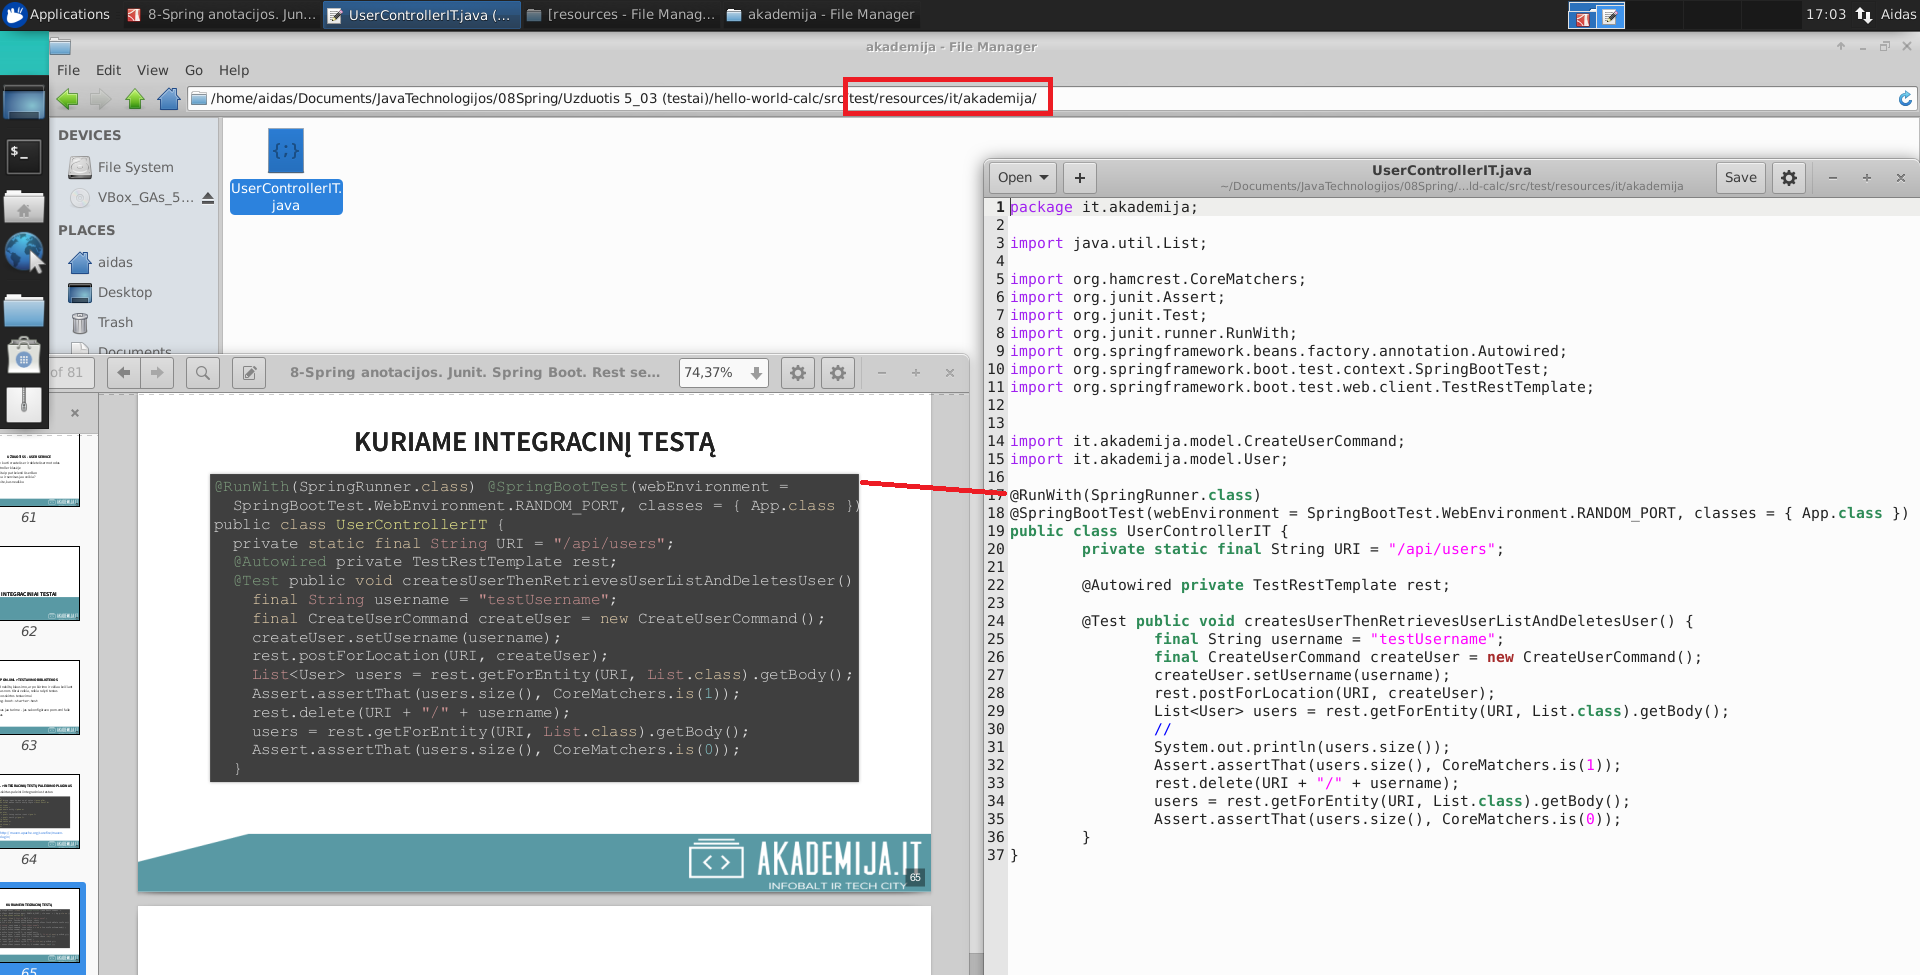 Applications
8-Spring anotacijos. Jun...
UserControllerIT.java (...
[resources - File Manag...
akademija - File Manager
17:03
Aidas
akademija - File Manager
File Edit View Go Help
/home/aidas/Documents/JavaTechnologijos/08Spring/Uzduotis 5_03 (testai)/hello-world-calc/src/test/resources/it/akademija/
DEVICES
File System
VBox_GAs_5...
PLACES
aidas
Desktop
Trash
Documents
UserControllerIT.
java
of 81
8-Spring anotacijos. Junit. Spring Boot. Rest se...
74,37%
61
INTEGRACINIAI TESTAI
62
63
64
65
KURIAME INTEGRACINĮ TESTĄ
@RunWith(SpringRunner.class) @SpringBootTest(webEnvironment =
SpringBootTest.WebEnvironment.RANDOM_PORT, classes = { App.class })
public class UserControllerIT {
private static final String URI = "/api/users";
@Autowired private TestRestTemplate rest;
@Test public void createsUserThenRetrievesUserListAndDeletesUser()
final String username = "testUsername";
final CreateUserCommand createUser = new CreateUserCommand();
createUser.setUsername(username);
rest.postForLocation(URI, createUser);
List<User> users = rest.getForEntity(URI, List.class).getBody();
Assert.assertThat(users.size(), CoreMatchers.is(1));
rest.delete(URI + "/" + username);
users = rest.getForEntity(URI, List.class).getBody();
Assert.assertThat(users.size(), CoreMatchers.is(0));
}
AKADEMIJA.IT
INFOBALT IR TECH CITY
65
Open
+
UserControllerIT.java
~/Documents/JavaTechnologijos/08Spring/...ld-calc/src/test/resources/it/akademija
Save
1 package it.akademija;
2
3 import java.util.List;
4
5 import org.hamcrest.CoreMatchers;
6 import org.junit.Assert;
7 import org.junit.Test;
8 import org.junit.runner.RunWith;
9 import org.springframework.beans.factory.annotation.Autowired;
10 import org.springframework.boot.test.context.SpringBootTest;
11 import org.springframework.boot.test.web.client.TestRestTemplate;
12
13
14 import it.akademija.model.CreateUserCommand;
15 import it.akademija.model.User;
16
17 @RunWith(SpringRunner.class)
18 @SpringBootTest(webEnvironment = SpringBootTest.WebEnvironment.RANDOM_PORT, classes = { App.class })
19 public class UserControllerIT {
20 private static final String URI = "/api/users";
21
22 @Autowired private TestRestTemplate rest;
23
24 @Test public void createsUserThenRetrievesUserListAndDeletesUser() {
25 final String username = "testUsername";
26 final CreateUserCommand createUser = new CreateUserCommand();
27 createUser.setUsername(username);
28 rest.postForLocation(URI, createUser);
29 List<User> users = rest.getForEntity(URI, List.class).getBody();
30 //
31 System.out.println(users.size());
32 Assert.assertThat(users.size(), CoreMatchers.is(1));
33 rest.delete(URI + "/" + username);
34 users = rest.getForEntity(URI, List.class).getBody();
35 Assert.assertThat(users.size(), CoreMatchers.is(0));
36 }
37 }